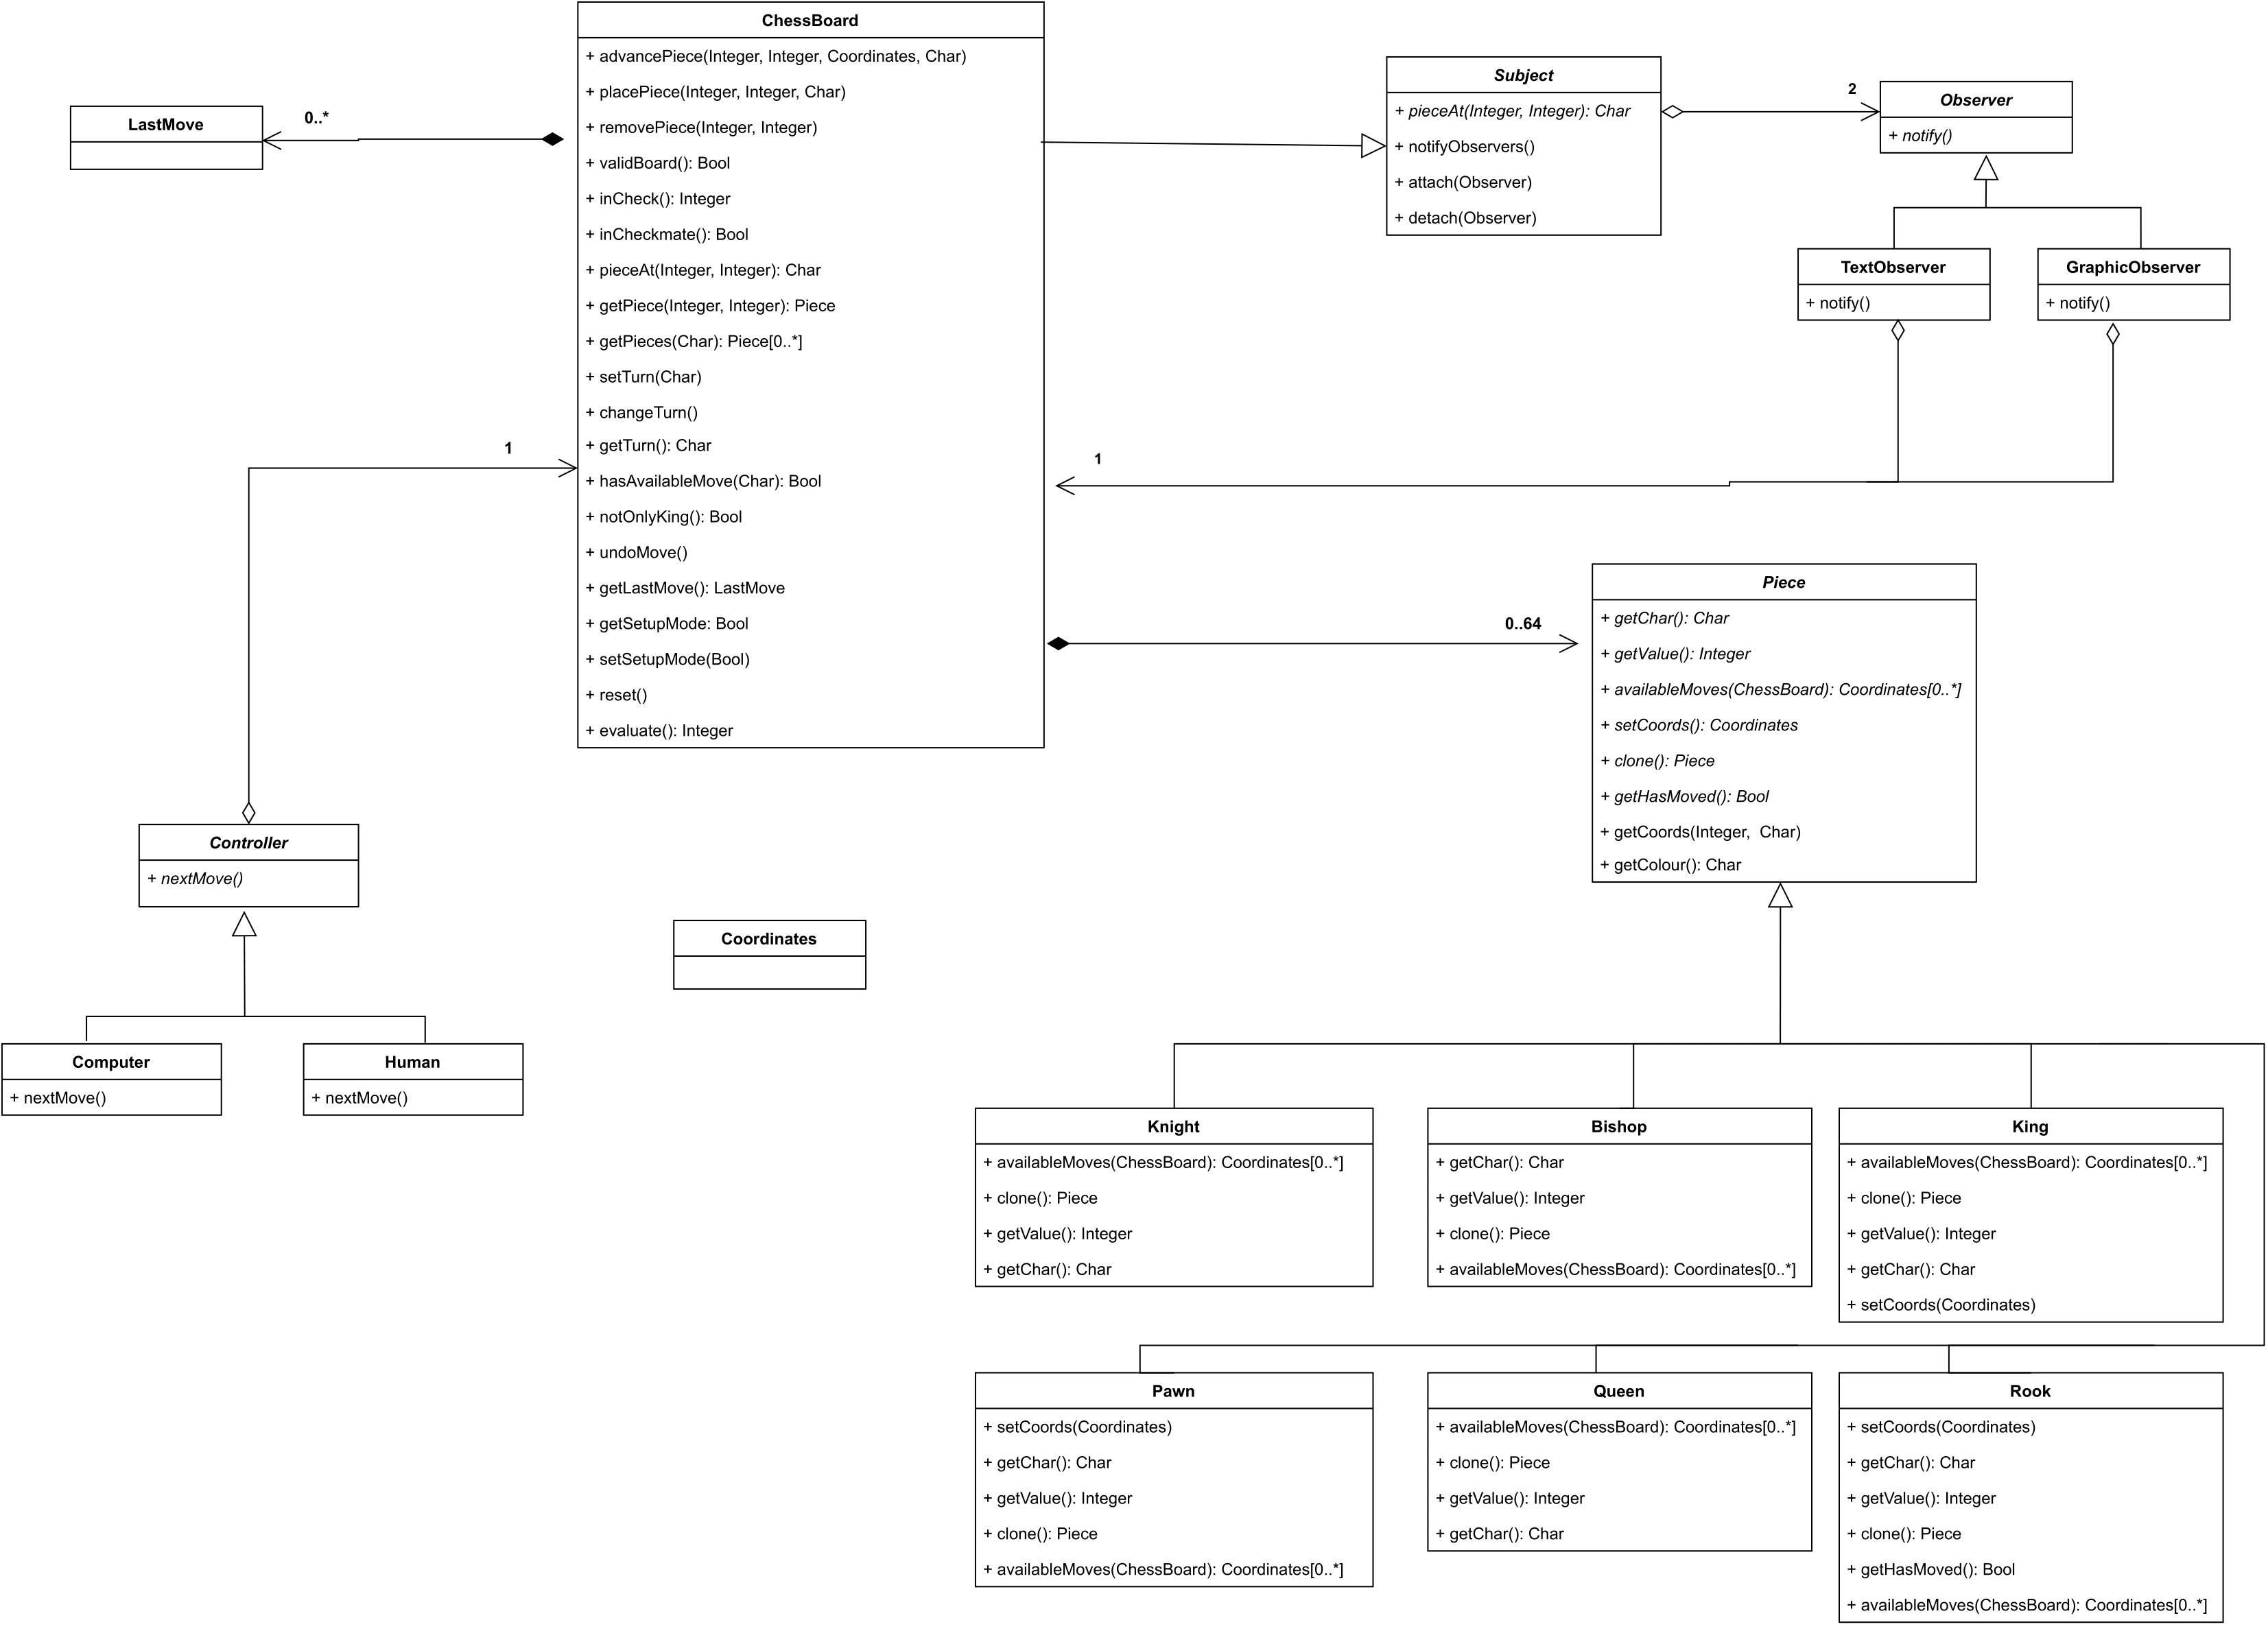 ChessBoard
+ advancePiece(Integer, Integer, Coordinates, Char)
+ placePiece(Integer, Integer, Char)
+ removePiece(Integer, Integer)
+ validBoard(): Bool
+ inCheck(): Integer
+ inCheckmate(): Bool
+ pieceAt(Integer, Integer): Char
+ getPiece(Integer, Integer): Piece
+ getPieces(Char): Piece[0..*]
+ setTurn(Char)
+ changeTurn()
+ getTurn(): Char
+ hasAvailableMove(Char): Bool
+ notOnlyKing(): Bool
+ undoMove()
+ getLastMove(): LastMove
+ getSetupMode: Bool
+ setSetupMode(Bool)
+ reset()
+ evaluate(): Integer
LastMove
0..*
1
Subject
+ pieceAt(Integer, Integer): Char
+ notifyObservers()
+ attach(Observer)
+ detach(Observer)
2
Observer
+ notify()
TextObserver
+ notify()
GraphicObserver
+ notify()
1
0..64
Piece
+ getChar(): Char
+ getValue(): Integer
+ availableMoves(ChessBoard): Coordinates[0..*]
+ setCoords(): Coordinates
+ clone(): Piece
+ getHasMoved(): Bool
+ getCoords(Integer,  Char)
+ getColour(): Char
Controller
+ nextMove()
Coordinates
Computer
+ nextMove()
Human
+ nextMove()
Knight
+ availableMoves(ChessBoard): Coordinates[0..*]
+ clone(): Piece
+ getValue(): Integer
+ getChar(): Char
Bishop
+ getChar(): Char
+ getValue(): Integer
+ clone(): Piece
+ availableMoves(ChessBoard): Coordinates[0..*]
King
+ availableMoves(ChessBoard): Coordinates[0..*]
+ clone(): Piece
+ getValue(): Integer
+ getChar(): Char
+ setCoords(Coordinates)
Pawn
+ setCoords(Coordinates)
+ getChar(): Char
+ getValue(): Integer
+ clone(): Piece
+ availableMoves(ChessBoard): Coordinates[0..*]
Queen
+ availableMoves(ChessBoard): Coordinates[0..*]
+ clone(): Piece
+ getValue(): Integer
+ getChar(): Char
Rook
+ setCoords(Coordinates)
+ getChar(): Char
+ getValue(): Integer
+ clone(): Piece
+ getHasMoved(): Bool
+ availableMoves(ChessBoard): Coordinates[0..*]